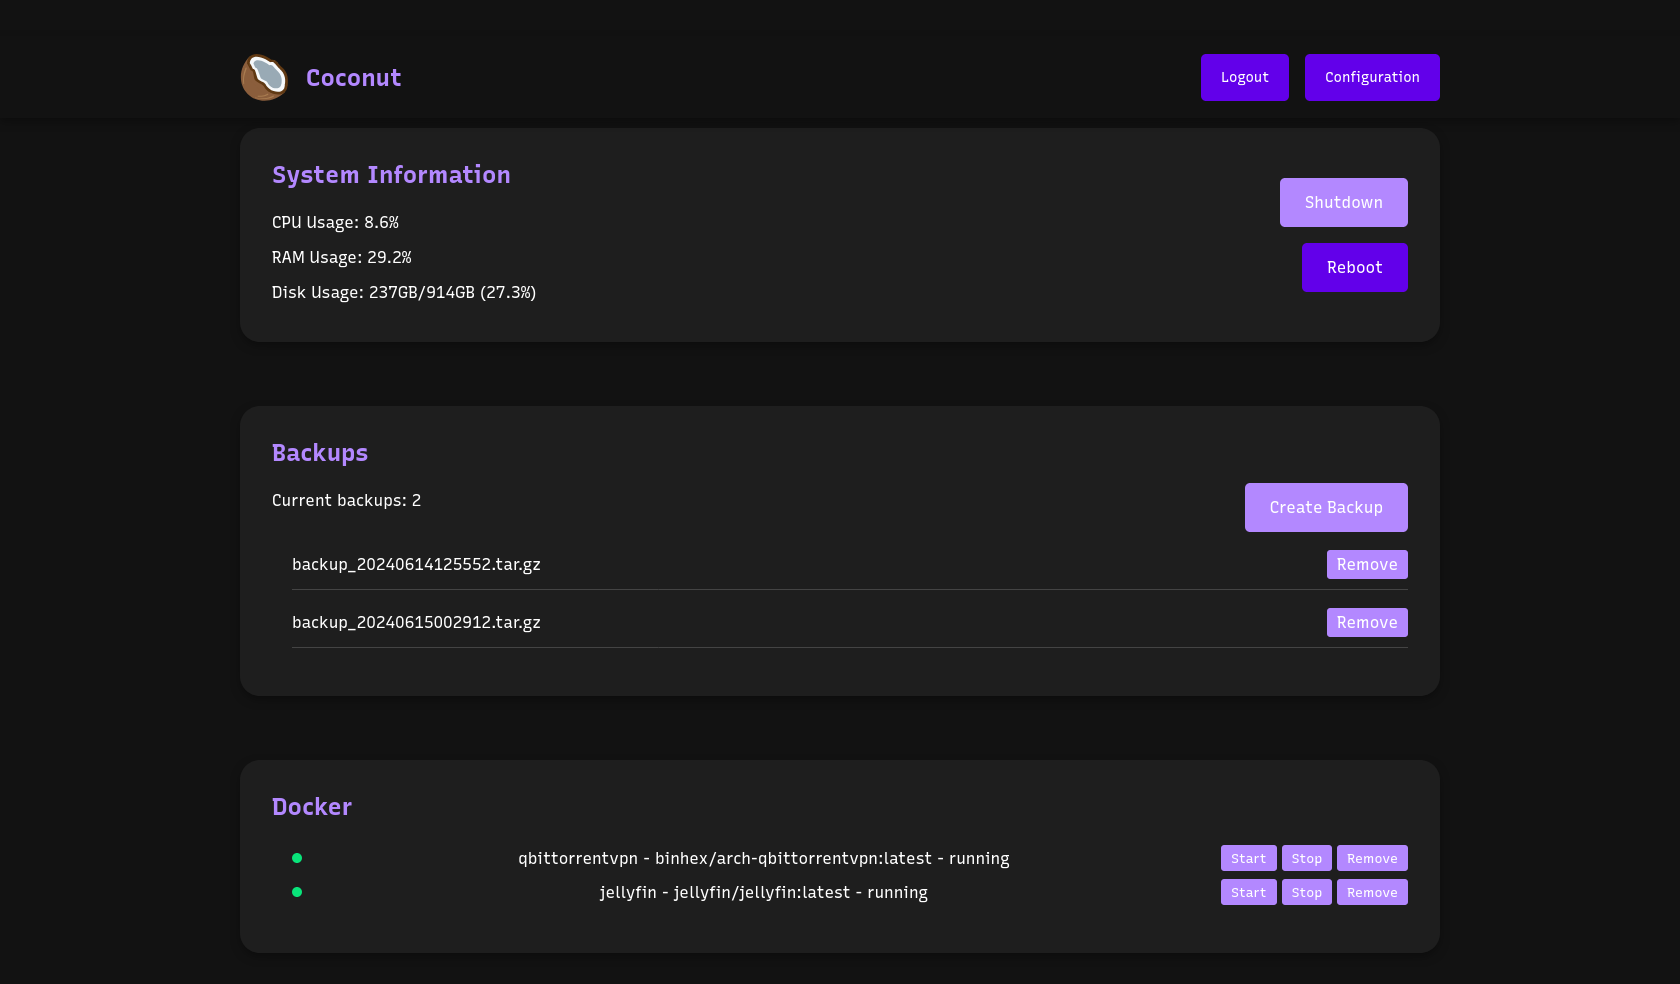 Coconut
Logout
Configuration
System Information
CPU Usage: 8.6%
RAM Usage: 29.2%
Disk Usage: 237GB/914GB (27.3%)
Shutdown
Reboot
Backups
Current backups: 2
Create Backup
backup_20240614125552.tar.gz
Remove
backup_20240615002912.tar.gz
Remove
Docker
qbittorrentvpn - binhex/arch-qbittorrentvpn:latest - running
Start
Stop
Remove
jellyfin - jellyfin/jellyfin:latest - running
Start
Stop
Remove